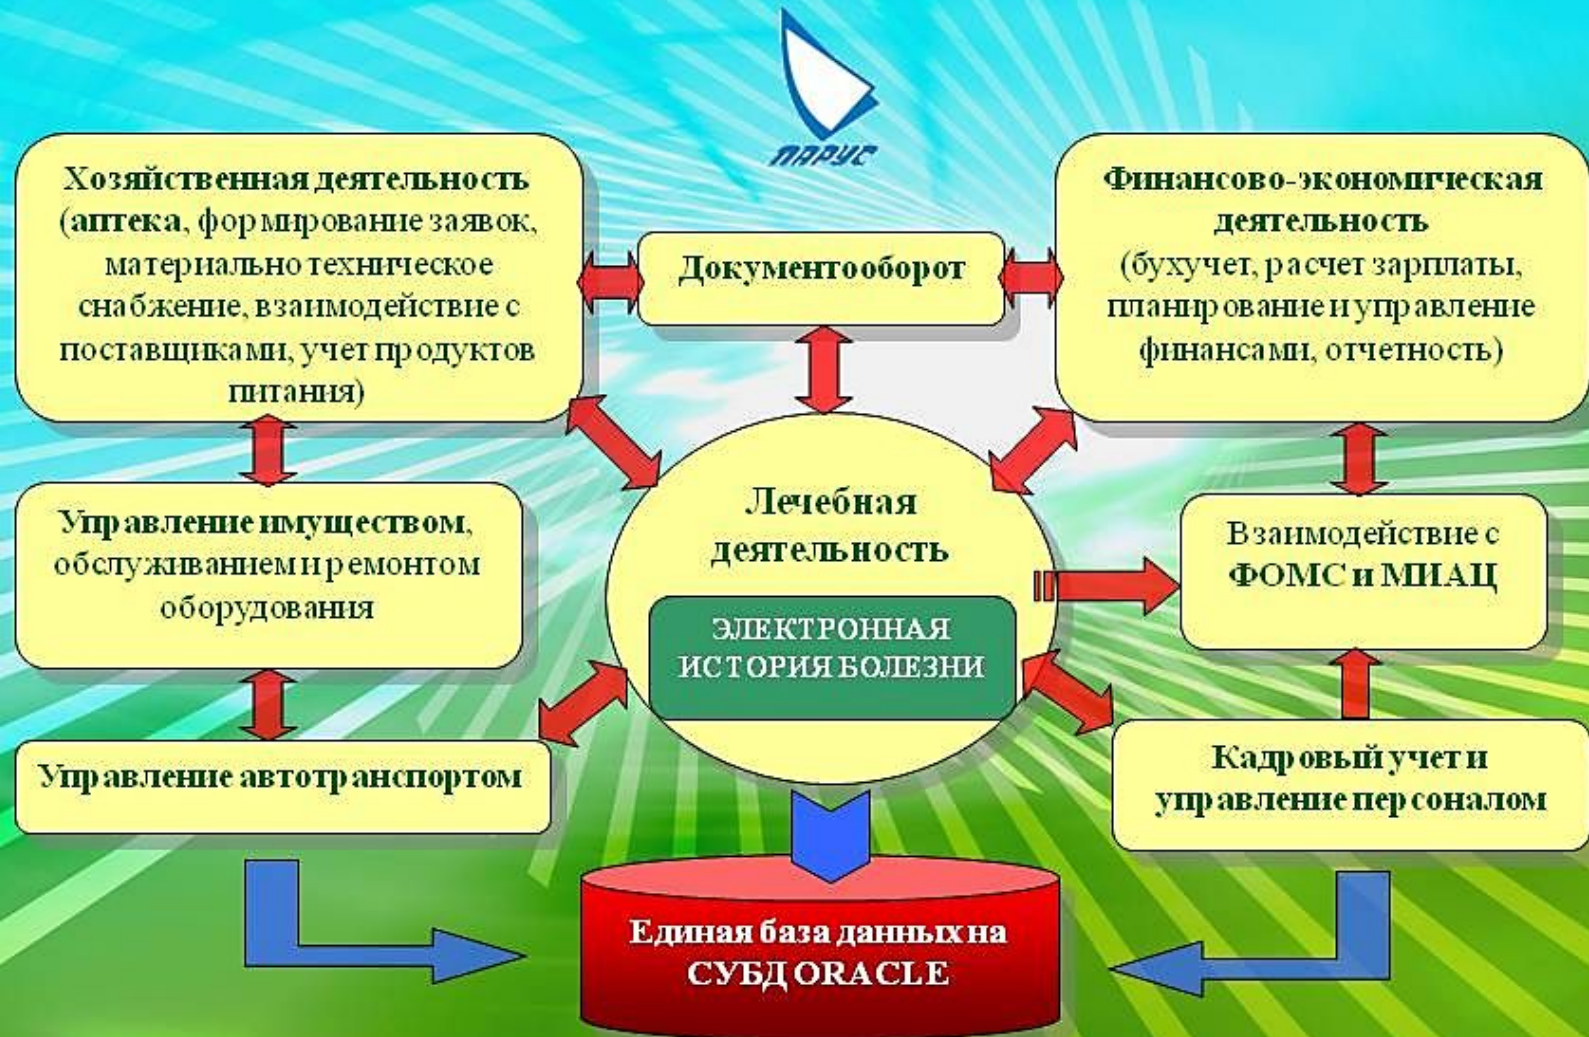 ПАРУС
Хозяйственная деятельность
(аптека, формирование заявок,
материально техническое
снабжение, взаимодействие с
поставщиками, учет продуктов
питания)
Документооборот
Финансово-экономическая
деятельность
(бухучет, расчет зарплаты,
планирование и управление
финансами, отчетность)
Управление имуществом,
обслуживанием и ремонтом
оборудования
Лечебная
деятельность
ЭЛЕКТРОННАЯ
ИСТОРИЯ БОЛЕЗНИ
Взаимодействие с
ФОМС и МИАЦ
Управление автотранспортом
Кадровый учет и
управление персоналом
Единая база данных на
СУБД ORACLE